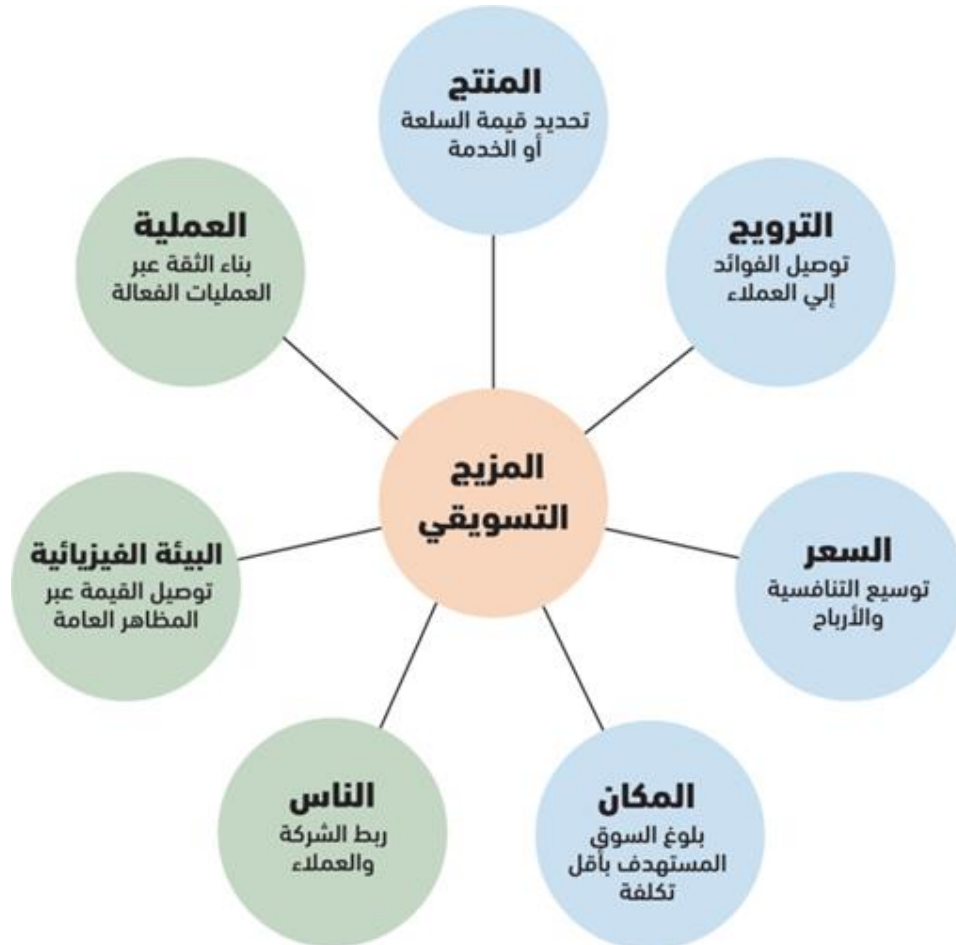 المنتج
تحديد قيمة السلعة
أو الخدمة
الترويج
توصيل الفوائد
إلي العملاء
السعر
توسيع التنافسية
والأرباح
المكان
بلوغ السوق
المستهدف بأقل
تكلفة
الناس
ربط الشركة
والعملاء
البيئة الفيزيائية
توصيل القيمة عبر
المظاهر العامة
العملية
بناء الثقة عبر
العمليات الفعالة
المزيج
التسويقي